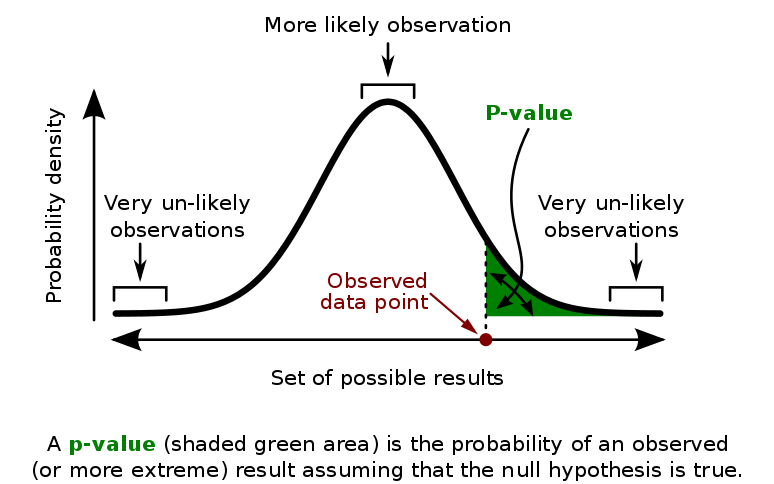 More likely observation
P-value
Probability density
Very un-likely
observations
Very un-likely
observations
Observed
data point
Set of possible results
A p-value (shaded green area) is the probability of an observed
(or more extreme) result assuming that the null hypothesis is true.